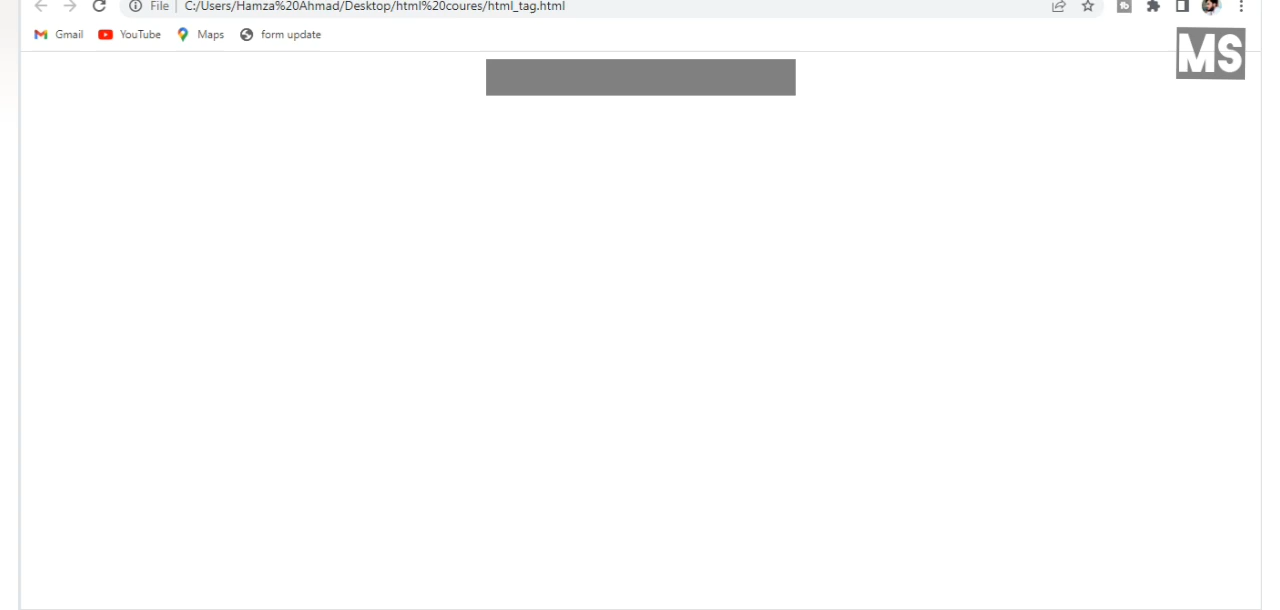 File | C:/Users/Hamza%20Ahmad/Desktop/html%20coures/html_tag.html
Gmail YouTube Maps form update
MS